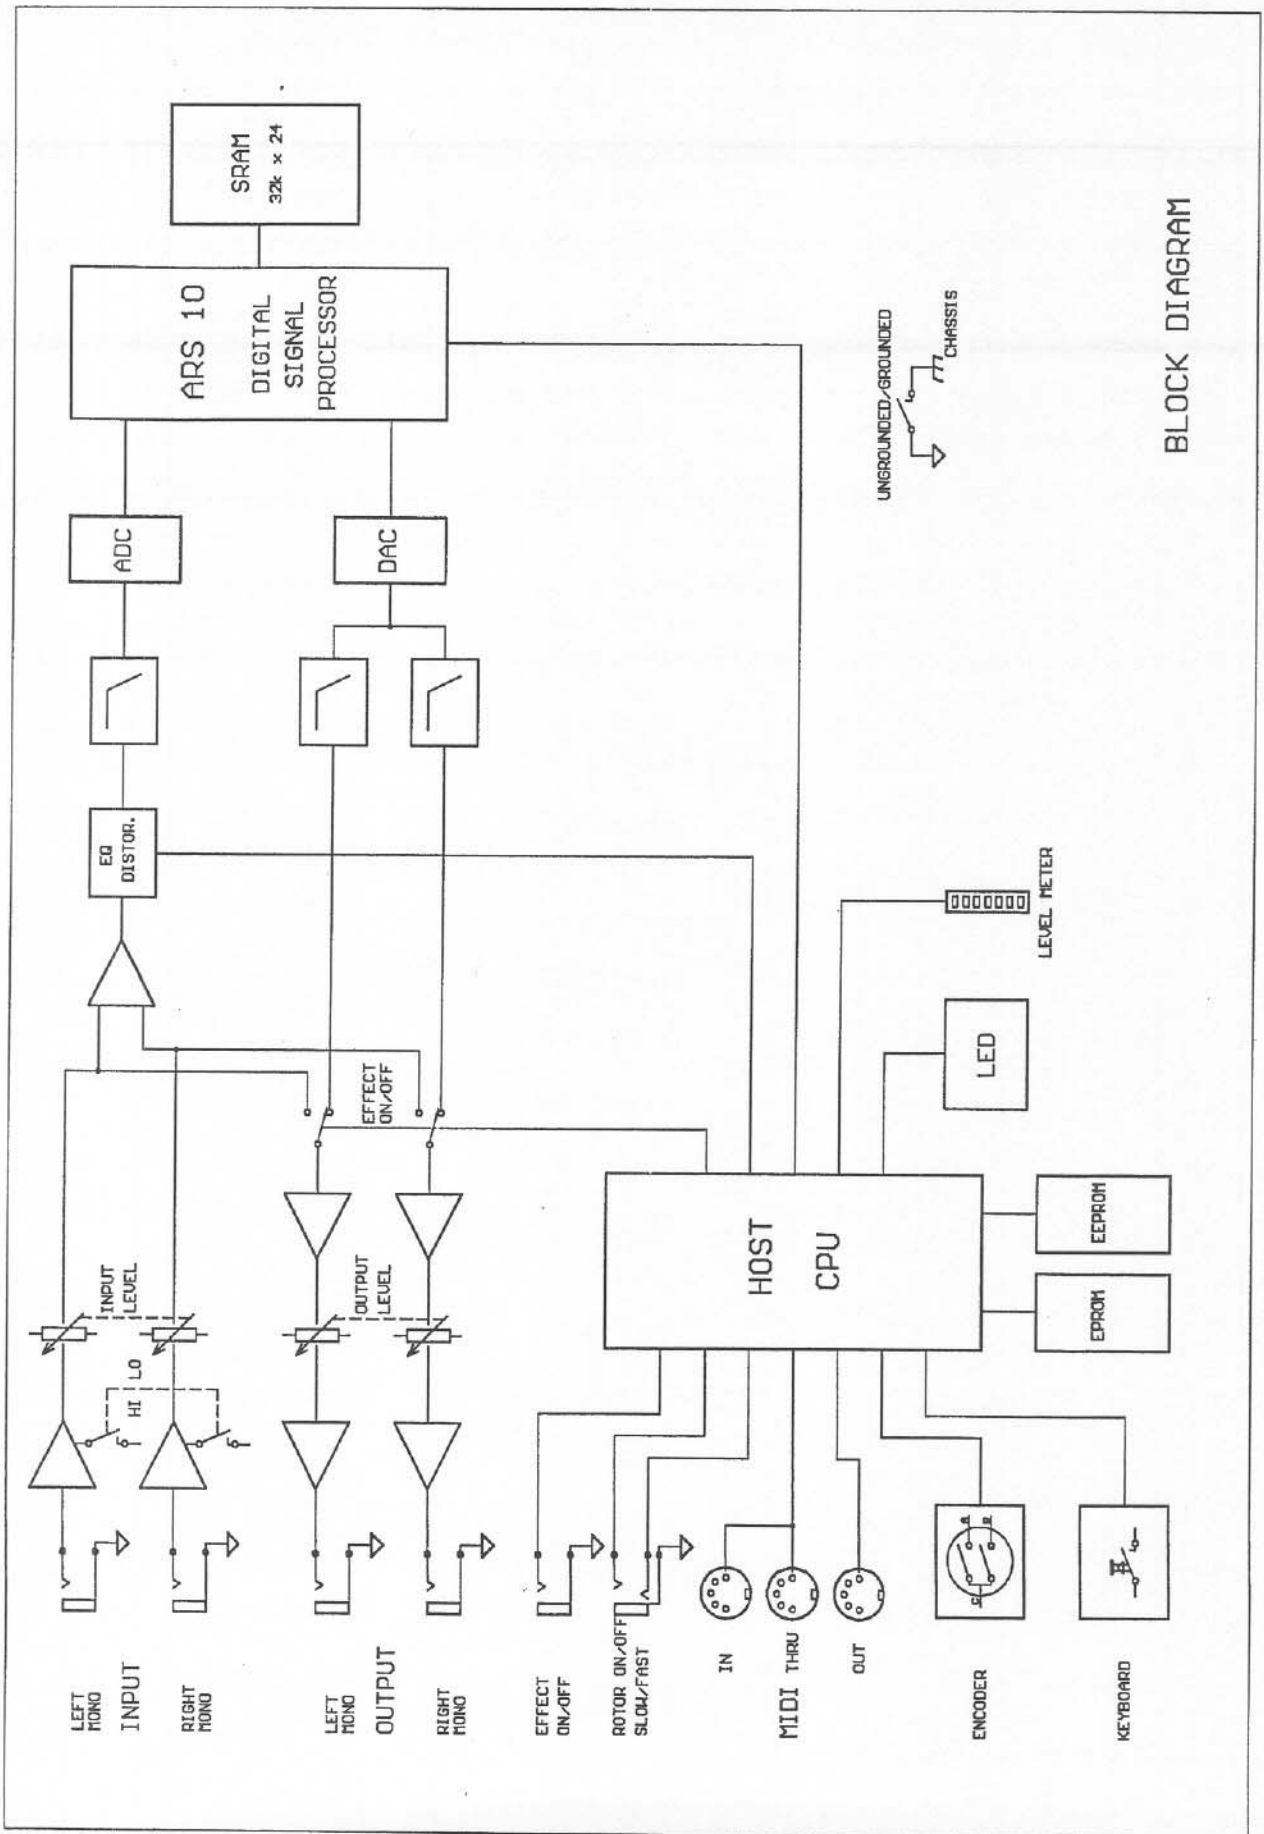 LEFT
MONO
INPUT
RIGHT
MONO
HI LO
INPUT
LEVEL
EQ
DISTOR.
ADC
ARS 10
DIGITAL
SIGNAL
PROCESSOR
SRAM
32k × 24
LEFT
MONO
OUTPUT
RIGHT
MONO
OUTPUT
LEVEL
EFFECT
ON/OFF
DAC
EFFECT
ON/OFF
ROTOR ON/OFF
SLOW/FAST
IN
MIDI THRU
OUT
HOST
CPU
UNGROUNDED/GROUNDED
CHASSIS
ENCODER
C
A
B
EPROM
EEPROM
LED
LEVEL METER
KEYBOARD
BLOCK DIAGRAM